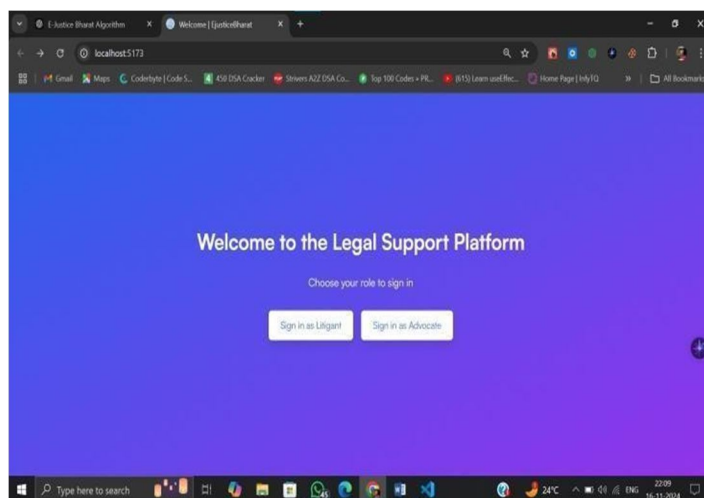 E-Justice Bharat Algorithm
Welcome | EjusticeBharat
localhost:5173
Gmail Maps Coderbyte | Code S... 450 DSA Cracker Strivers A2Z DSA Co... Top 100 Codes » PR... (615) Learn useEffec... Home Page | InfyTQ » All Bookmarks
Welcome to the Legal Support Platform
Choose your role to sign in
Sign in as Litigant Sign in as Advocate
Type here to search 45 24°C ENG 22:09
16-11-2024